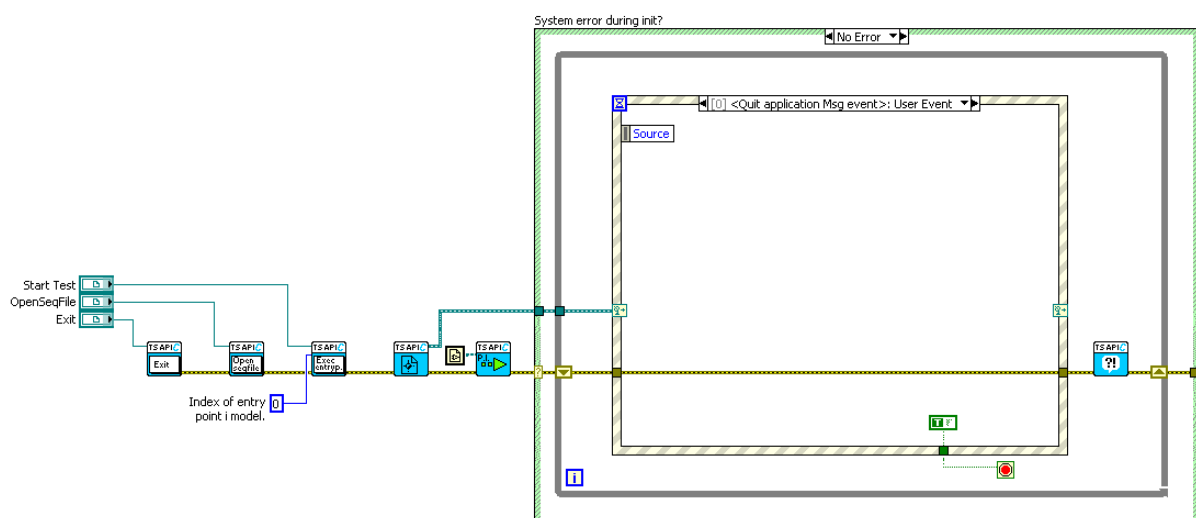 System error during init?
No Error
[0] <Quit application Msg event>: User Event
Source
Start Test
OpenSeqFile
Exit
TS API C
Exit
TS API C
Open
seqfile
TS API C
Exec
entryp.
TS API C
TS API C
P.I.
TS API C
?!
?
Index of entry
point i model.
0
T
i